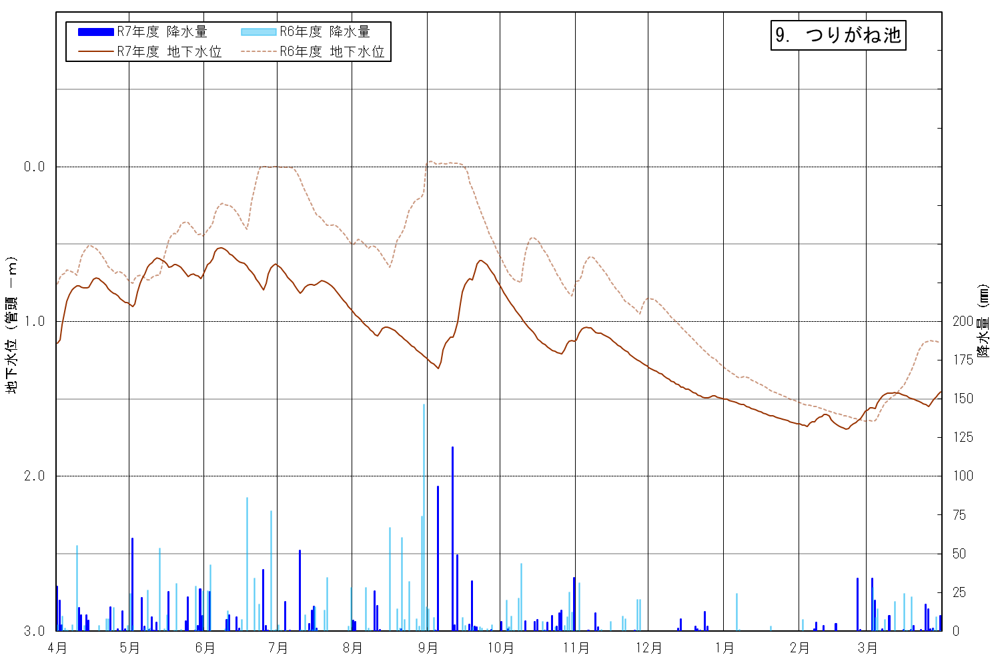 R7年度 降水量 R6年度 降水量
R7年度 地下水位 R6年度 地下水位
9. つりがね池
地下水位 (管頭 -m)
0.0
1.0
2.0
3.0
降水量 (㎜)
200
175
150
125
100
75
50
25
0
4月 5月 6月 7月 8月 9月 10月 11月 12月 1月 2月 3月